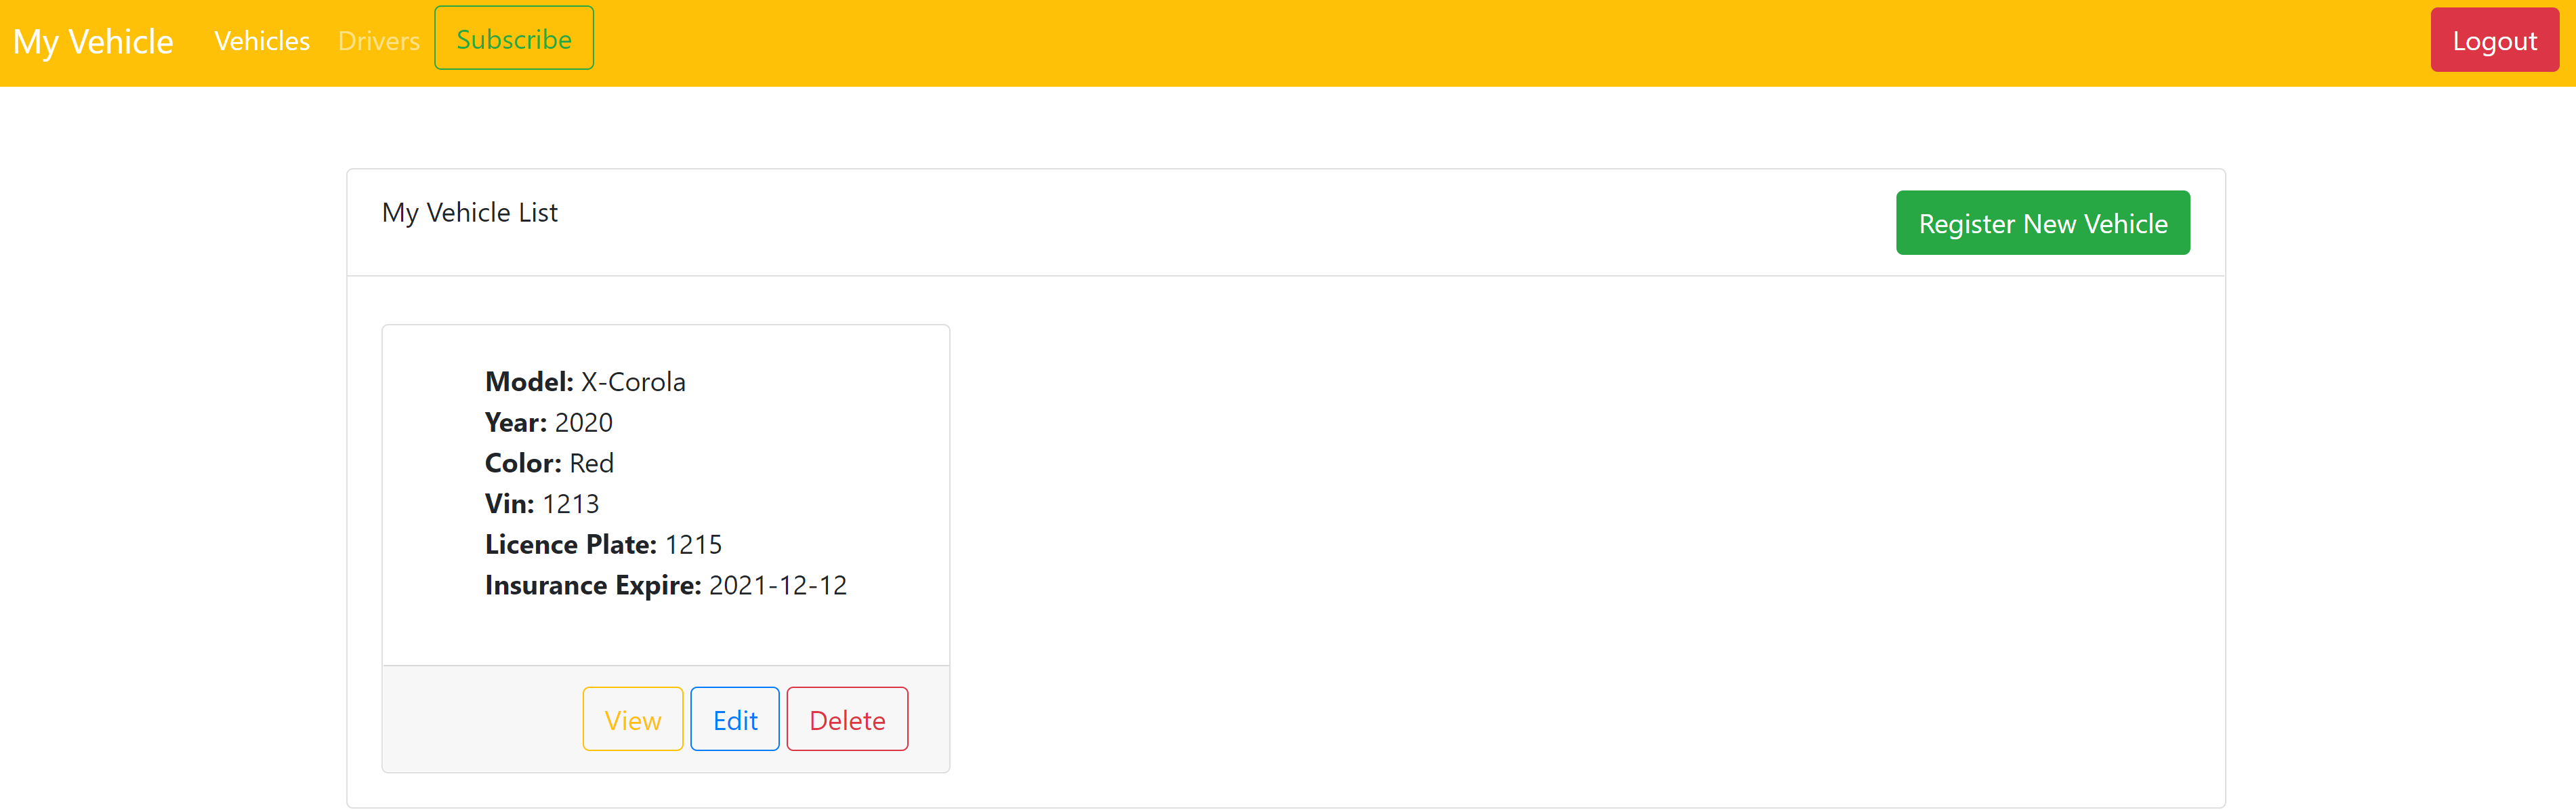 My Vehicle Vehicles Drivers Subscribe Logout
My Vehicle List Register New Vehicle
Model: X-Corola
Year: 2020
Color: Red
Vin: 1213
Licence Plate: 1215
Insurance Expire: 2021-12-12
View Edit Delete